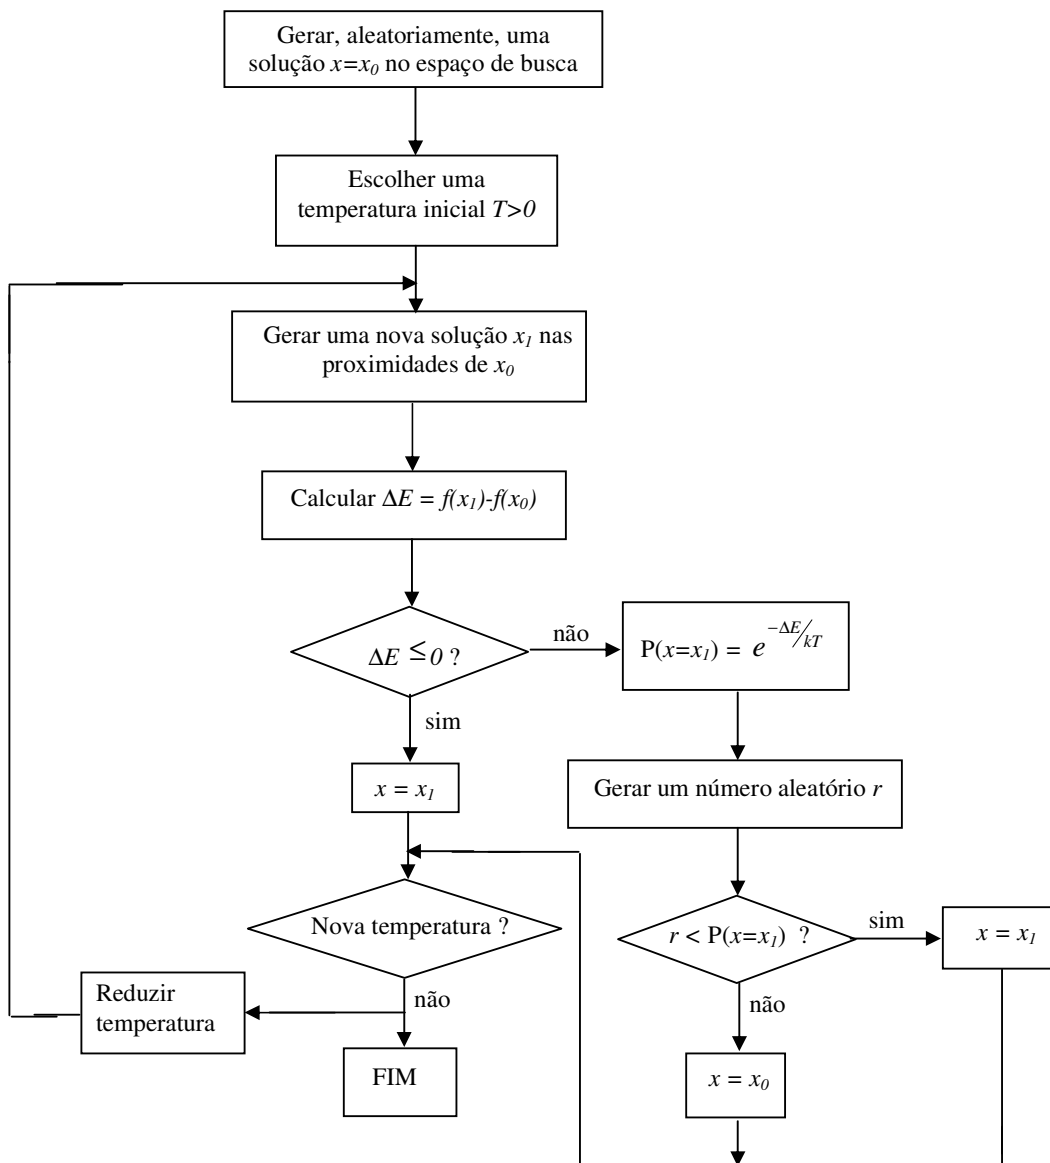 Gerar, aleatoriamente, uma
solução x=x₀ no espaço de busca
Escolher uma
temperatura inicial T>0
Gerar uma nova solução x₁ nas
proximidades de x₀
Calcular ΔE = f(x₁)-f(x₀)
ΔE ≤ 0 ?
não
P(x=x₁) = e^(-ΔE/kT)
sim
x = x₁
Gerar um número aleatório r
Nova temperatura ?
r < P(x=x₁) ?
sim
x = x₁
não
Reduzir
temperatura
não
FIM
x = x₀